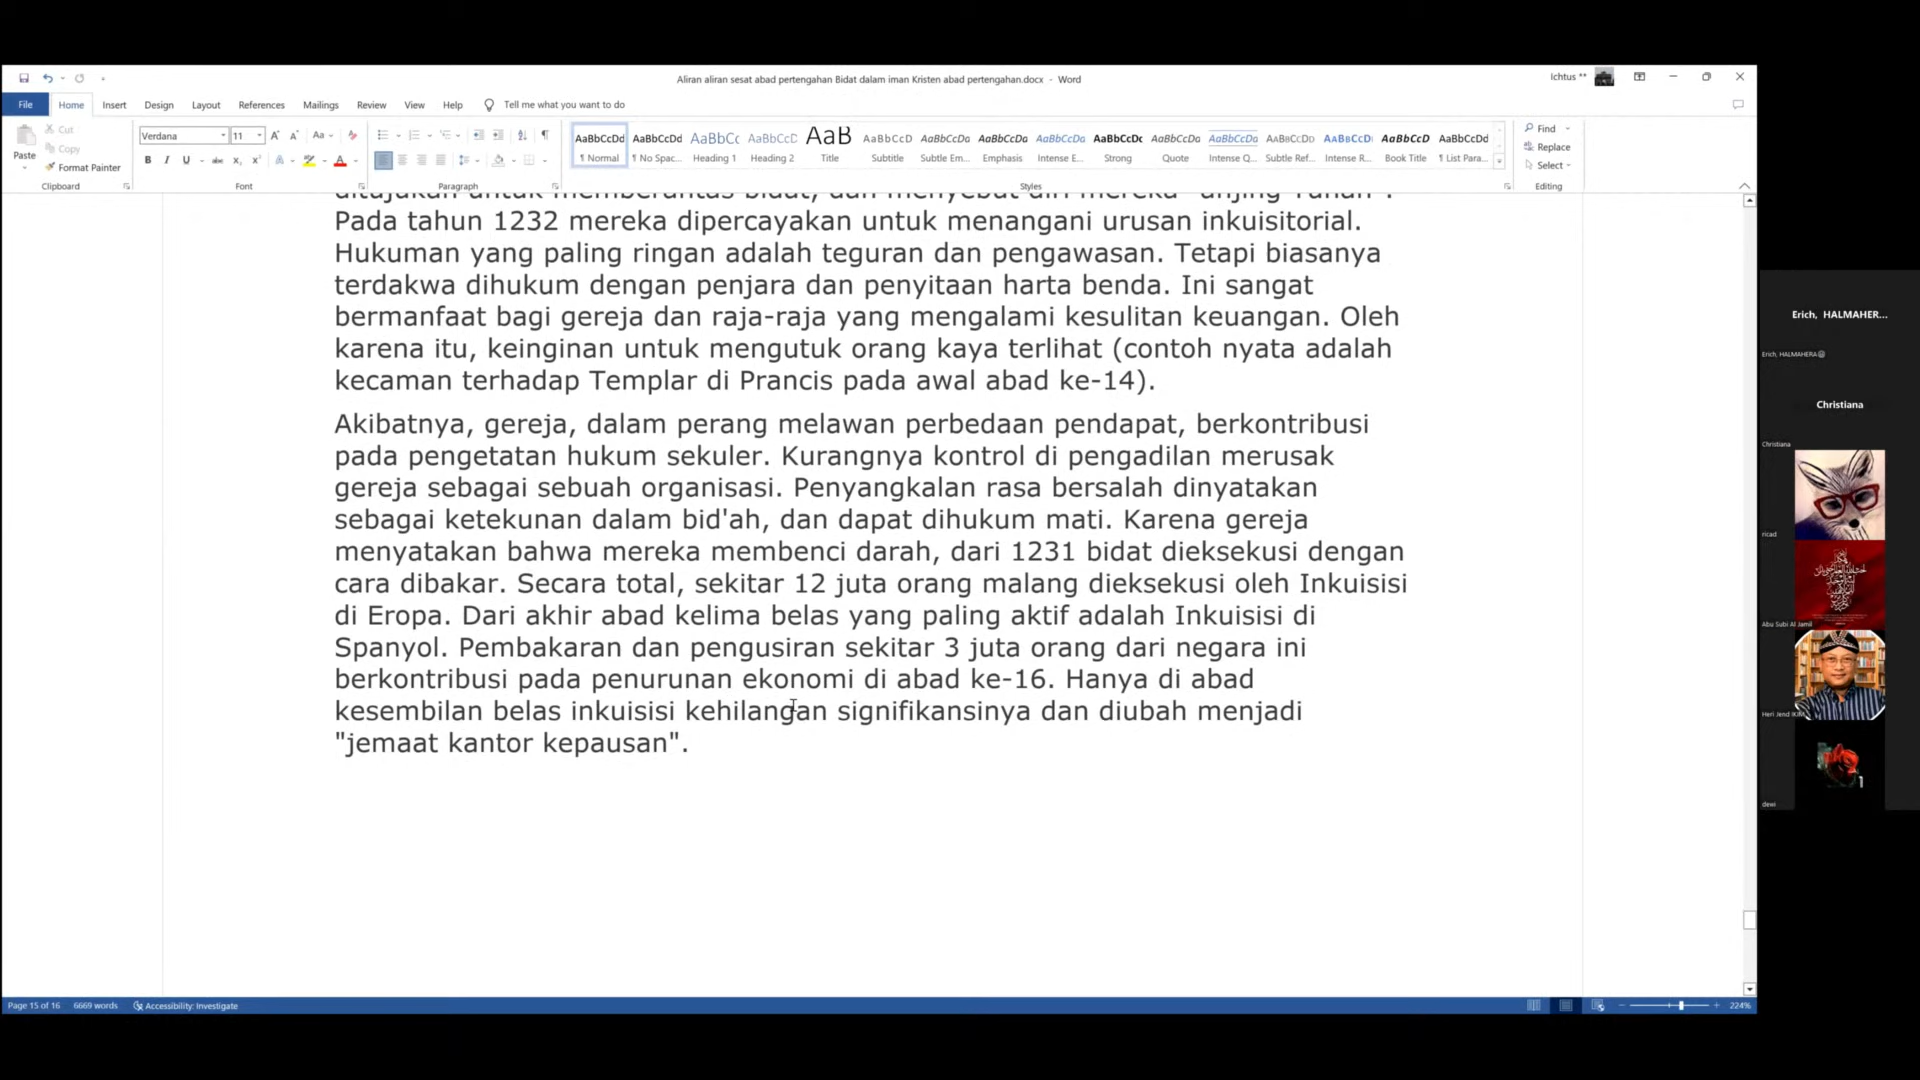 Aliran aliran sesat abad pertengahan Bidat dalam iman Kristen abad pertengahan.docx - Word
Ichtus **
File Home Insert Design Layout References Mailings Review View Help Tell me what you want to do
Paste
Cut
Copy
Format Painter
Clipboard
Verdana 11
Font
Paragraph
AaBbCcDd AaBbCcDd AaBbCc AaBbCcD AaB AaBbCcD AaBbCcDa AaBbCcDa AaBbCcDa AaBbCcDc AaBbCcDa AaBbCcDa AaBbCcDd AaBbCcD AaBbCcD AaBbCcDd
¶ Normal ¶ No Spac... Heading 1 Heading 2 Title Subtitle Subtle Em... Emphasis Intense E... Strong Quote Intense Q... Subtle Ref... Intense R... Book Title ¶ List Para...
Styles
Find
Replace
Select
Editing
ditujukan untuk memberantas bidat, dan menyebut diri mereka "anjing Tuhan".
Pada tahun 1232 mereka dipercayakan untuk menangani urusan inkuisitorial.
Hukuman yang paling ringan adalah teguran dan pengawasan. Tetapi biasanya
terdakwa dihukum dengan penjara dan penyitaan harta benda. Ini sangat
bermanfaat bagi gereja dan raja-raja yang mengalami kesulitan keuangan. Oleh
karena itu, keinginan untuk mengutuk orang kaya terlihat (contoh nyata adalah
kecaman terhadap Templar di Prancis pada awal abad ke-14).
Akibatnya, gereja, dalam perang melawan perbedaan pendapat, berkontribusi
pada pengetatan hukum sekuler. Kurangnya kontrol di pengadilan merusak
gereja sebagai sebuah organisasi. Penyangkalan rasa bersalah dinyatakan
sebagai ketekunan dalam bid'ah, dan dapat dihukum mati. Karena gereja
menyatakan bahwa mereka membenci darah, dari 1231 bidat dieksekusi dengan
cara dibakar. Secara total, sekitar 12 juta orang malang dieksekusi oleh Inkuisisi
di Eropa. Dari akhir abad kelima belas yang paling aktif adalah Inkuisisi di
Spanyol. Pembakaran dan pengusiran sekitar 3 juta orang dari negara ini
berkontribusi pada penurunan ekonomi di abad ke-16. Hanya di abad
kesembilan belas inkuisisi kehilangan signifikansinya dan diubah menjadi
"jemaat kantor kepausan".
Page 15 of 16 6669 words Accessibility: Investigate
224%
Erich, HALMAHER...
Erich, HALMAHERA
Christiana
Christiana
ricad
Abu Subi Al Jamil
Heri Jend IKIM
dewi